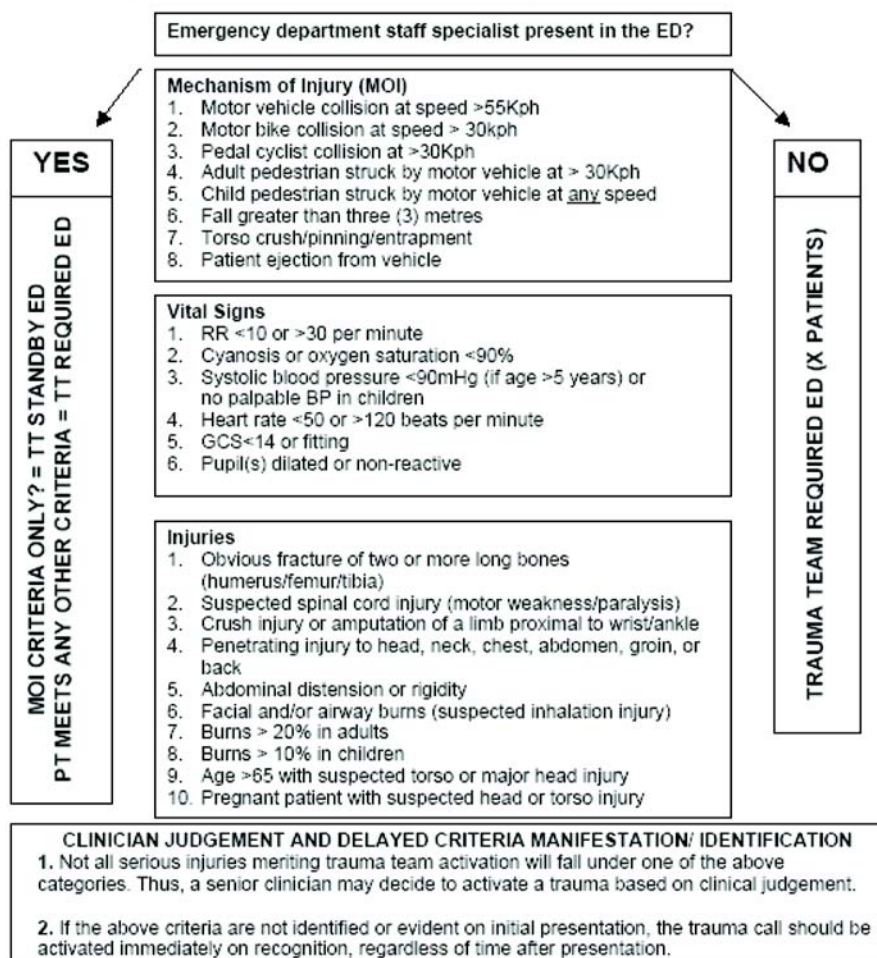 Emergency department staff specialist present in the ED?
Mechanism of Injury (MOI)
1. Motor vehicle collision at speed >55Kph
2. Motor bike collision at speed > 30kph
3. Pedal cyclist collision at >30Kph
4. Adult pedestrian struck by motor vehicle at > 30Kph
5. Child pedestrian struck by motor vehicle at any speed
6. Fall greater than three (3) metres
7. Torso crush/pinning/entrapment
8. Patient ejection from vehicle
YES
MOI CRITERIA ONLY? = TT STANDBY ED
PT MEETS ANY OTHER CRITERIA = TT REQUIRED ED
NO
TRAUMA TEAM REQUIRED ED (X PATIENTS)
Vital Signs
1. RR <10 or >30 per minute
2. Cyanosis or oxygen saturation <90%
3. Systolic blood pressure <90mHg (if age >5 years) or
no palpable BP in children
4. Heart rate <50 or >120 beats per minute
5. GCS<14 or fitting
6. Pupil(s) dilated or non-reactive
Injuries
1. Obvious fracture of two or more long bones
(humerus/femur/tibia)
2. Suspected spinal cord injury (motor weakness/paralysis)
3. Crush injury or amputation of a limb proximal to wrist/ankle
4. Penetrating injury to head, neck, chest, abdomen, groin, or
back
5. Abdominal distension or rigidity
6. Facial and/or airway burns (suspected inhalation injury)
7. Burns > 20% in adults
8. Burns > 10% in children
9. Age >65 with suspected torso or major head injury
10. Pregnant patient with suspected head or torso injury
CLINICIAN JUDGEMENT AND DELAYED CRITERIA MANIFESTATION/ IDENTIFICATION
1. Not all serious injuries meriting trauma team activation will fall under one of the above
categories. Thus, a senior clinician may decide to activate a trauma based on clinical judgement.
2. If the above criteria are not identified or evident on initial presentation, the trauma call should be
activated immediately on recognition, regardless of time after presentation.